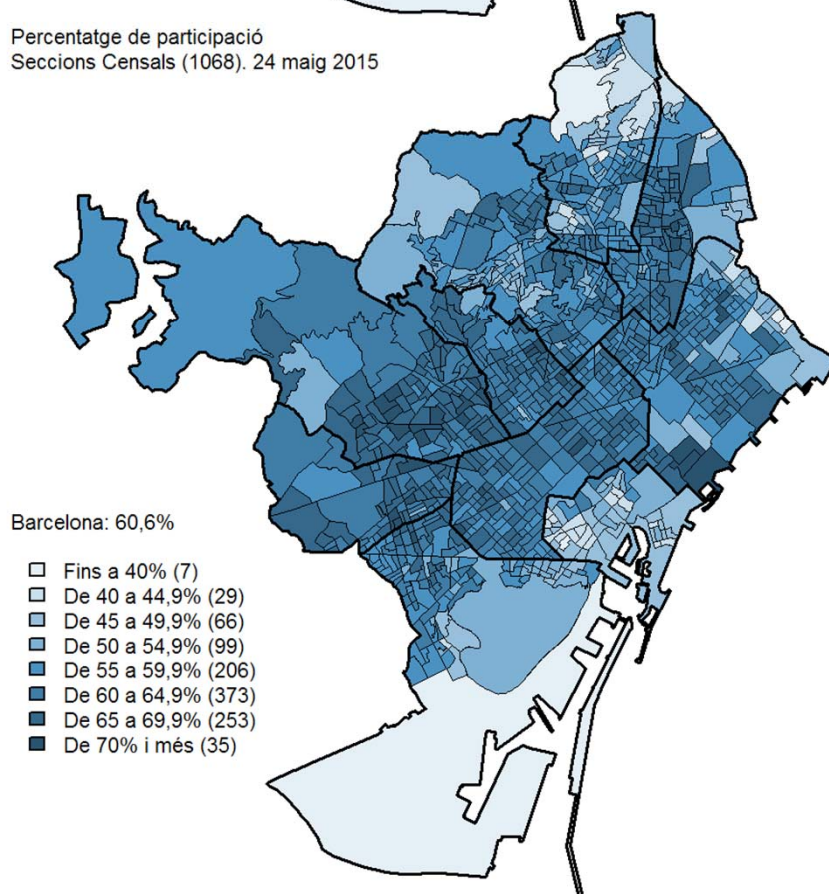 Percentatge de participació
Seccions Censals (1068). 24 maig 2015
Barcelona: 60,6%
Fins a 40% (7)
De 40 a 44,9% (29)
De 45 a 49,9% (66)
De 50 a 54,9% (99)
De 55 a 59,9% (206)
De 60 a 64,9% (373)
De 65 a 69,9% (253)
De 70% i més (35)